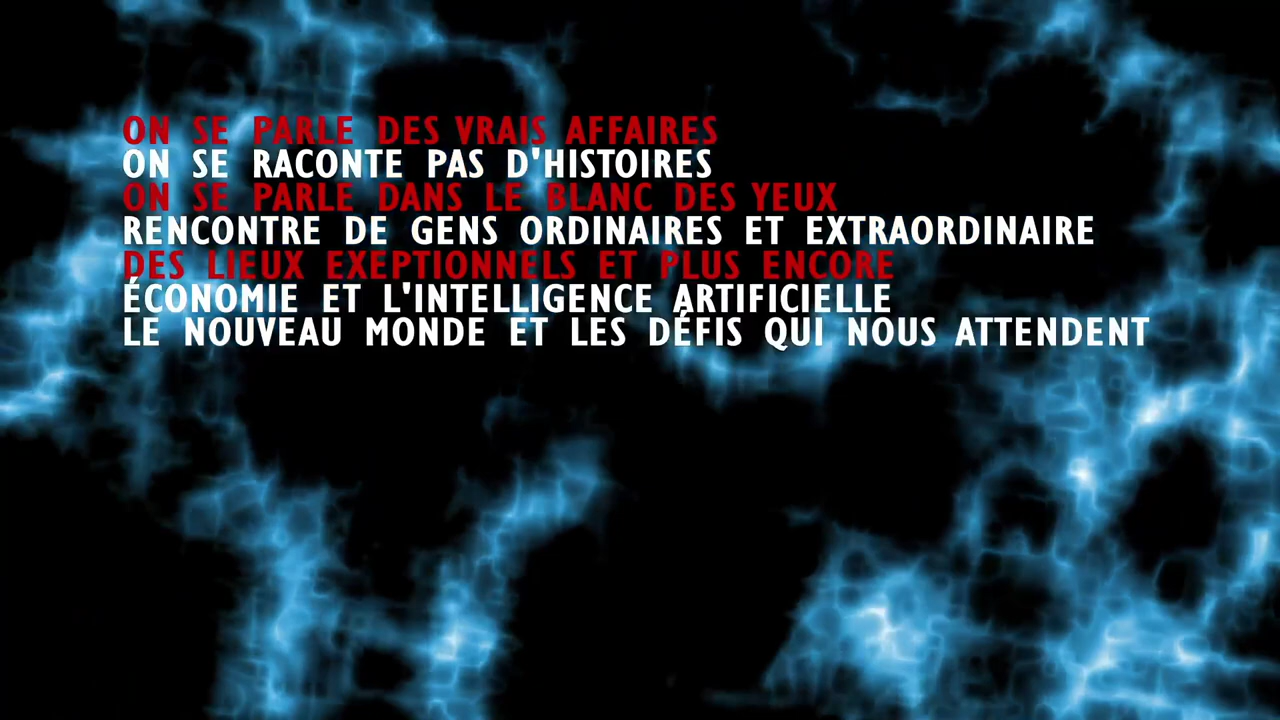 ON SE PARLE DES VRAIS AFFAIRES
ON SE RACONTE PAS D'HISTOIRES
ON SE PARLE DANS LE BLANC DES YEUX
RENCONTRE DE GENS ORDINAIRES ET EXTRAORDINAIRE
DES LIEUX EXEPTIONNELS ET PLUS ENCORE
ÉCONOMIE ET L'INTELLIGENCE ARTIFICIELLE
LE NOUVEAU MONDE ET LES DÉFIS QUI NOUS ATTENDENT